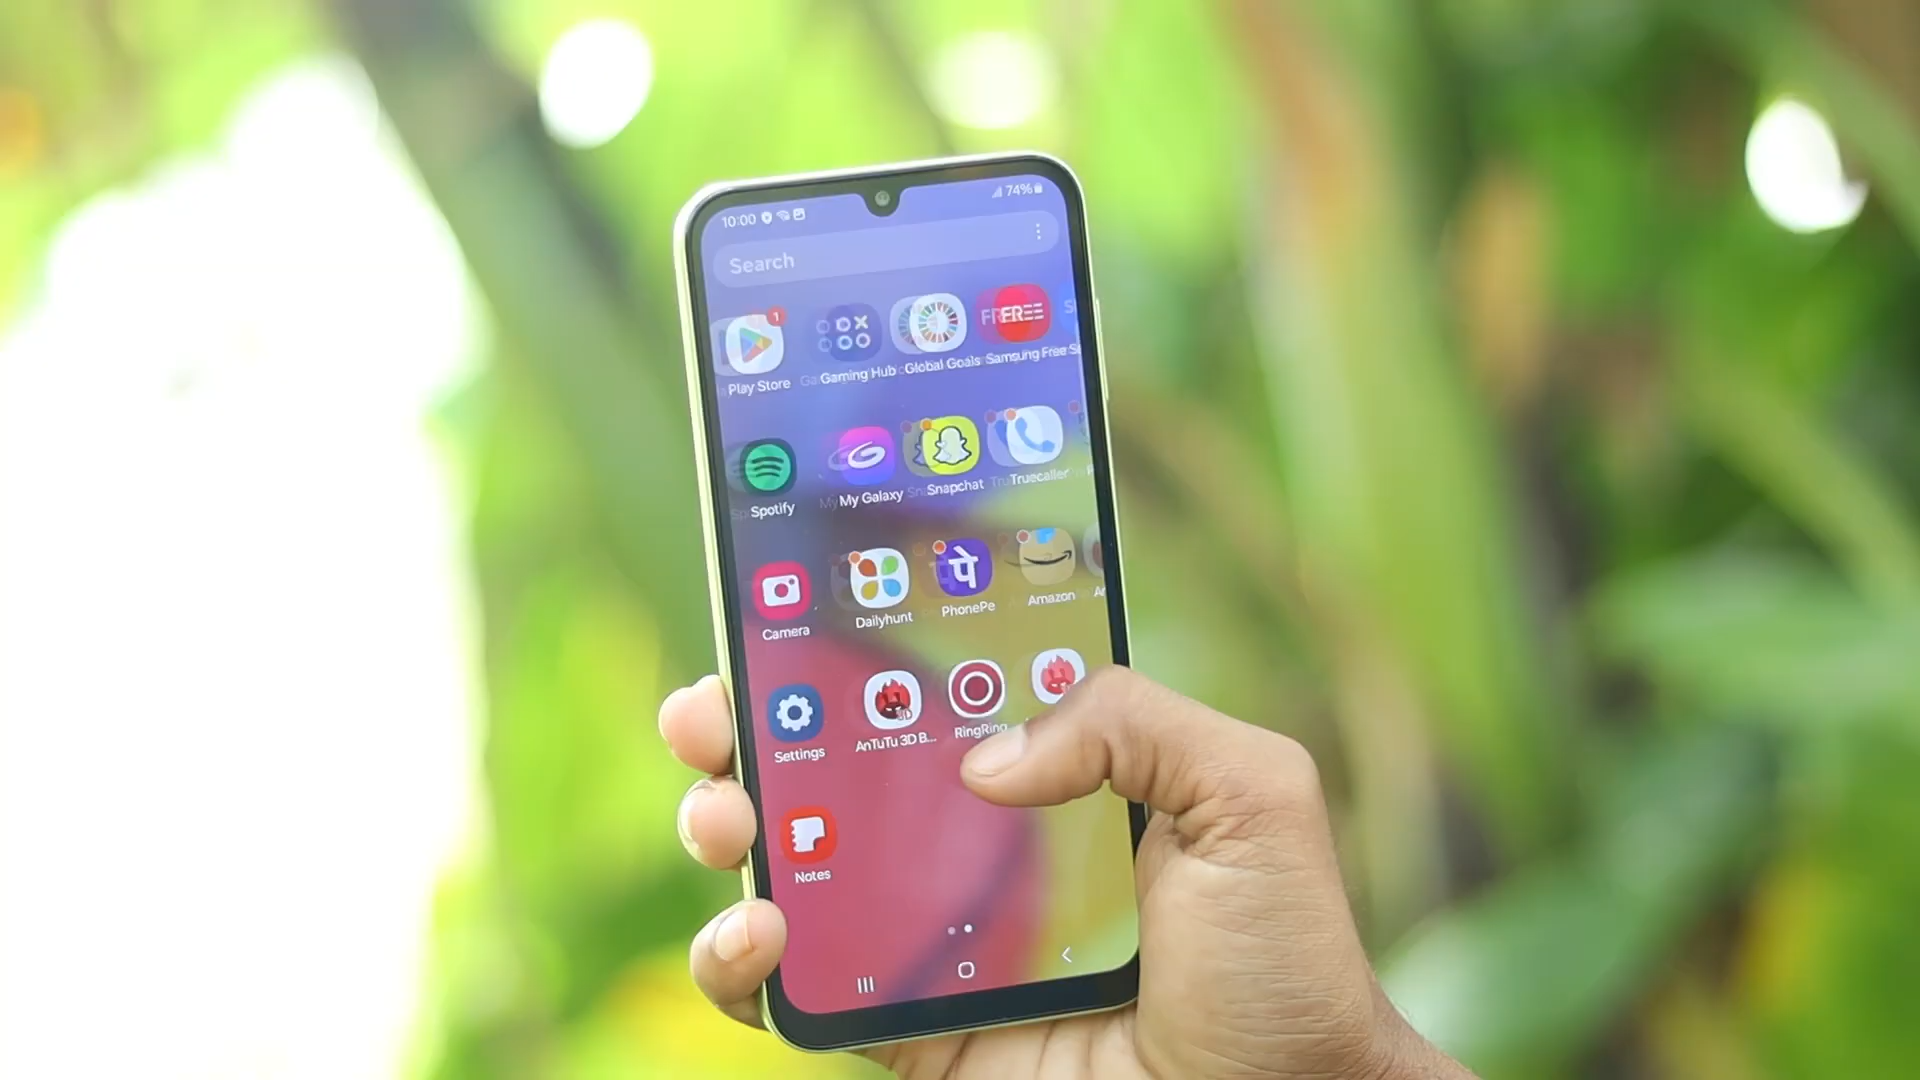 10:00
74%
Search
1
Play Store
Gaming Hub
Global Goals
Samsung Free
FREE
Spotify
My Galaxy
Snapchat
Truecaller
Dailyhunt
पे
PhonePe
Amazon
Camera
3D
AnTuTu 3D B...
RingRing
Settings
Notes